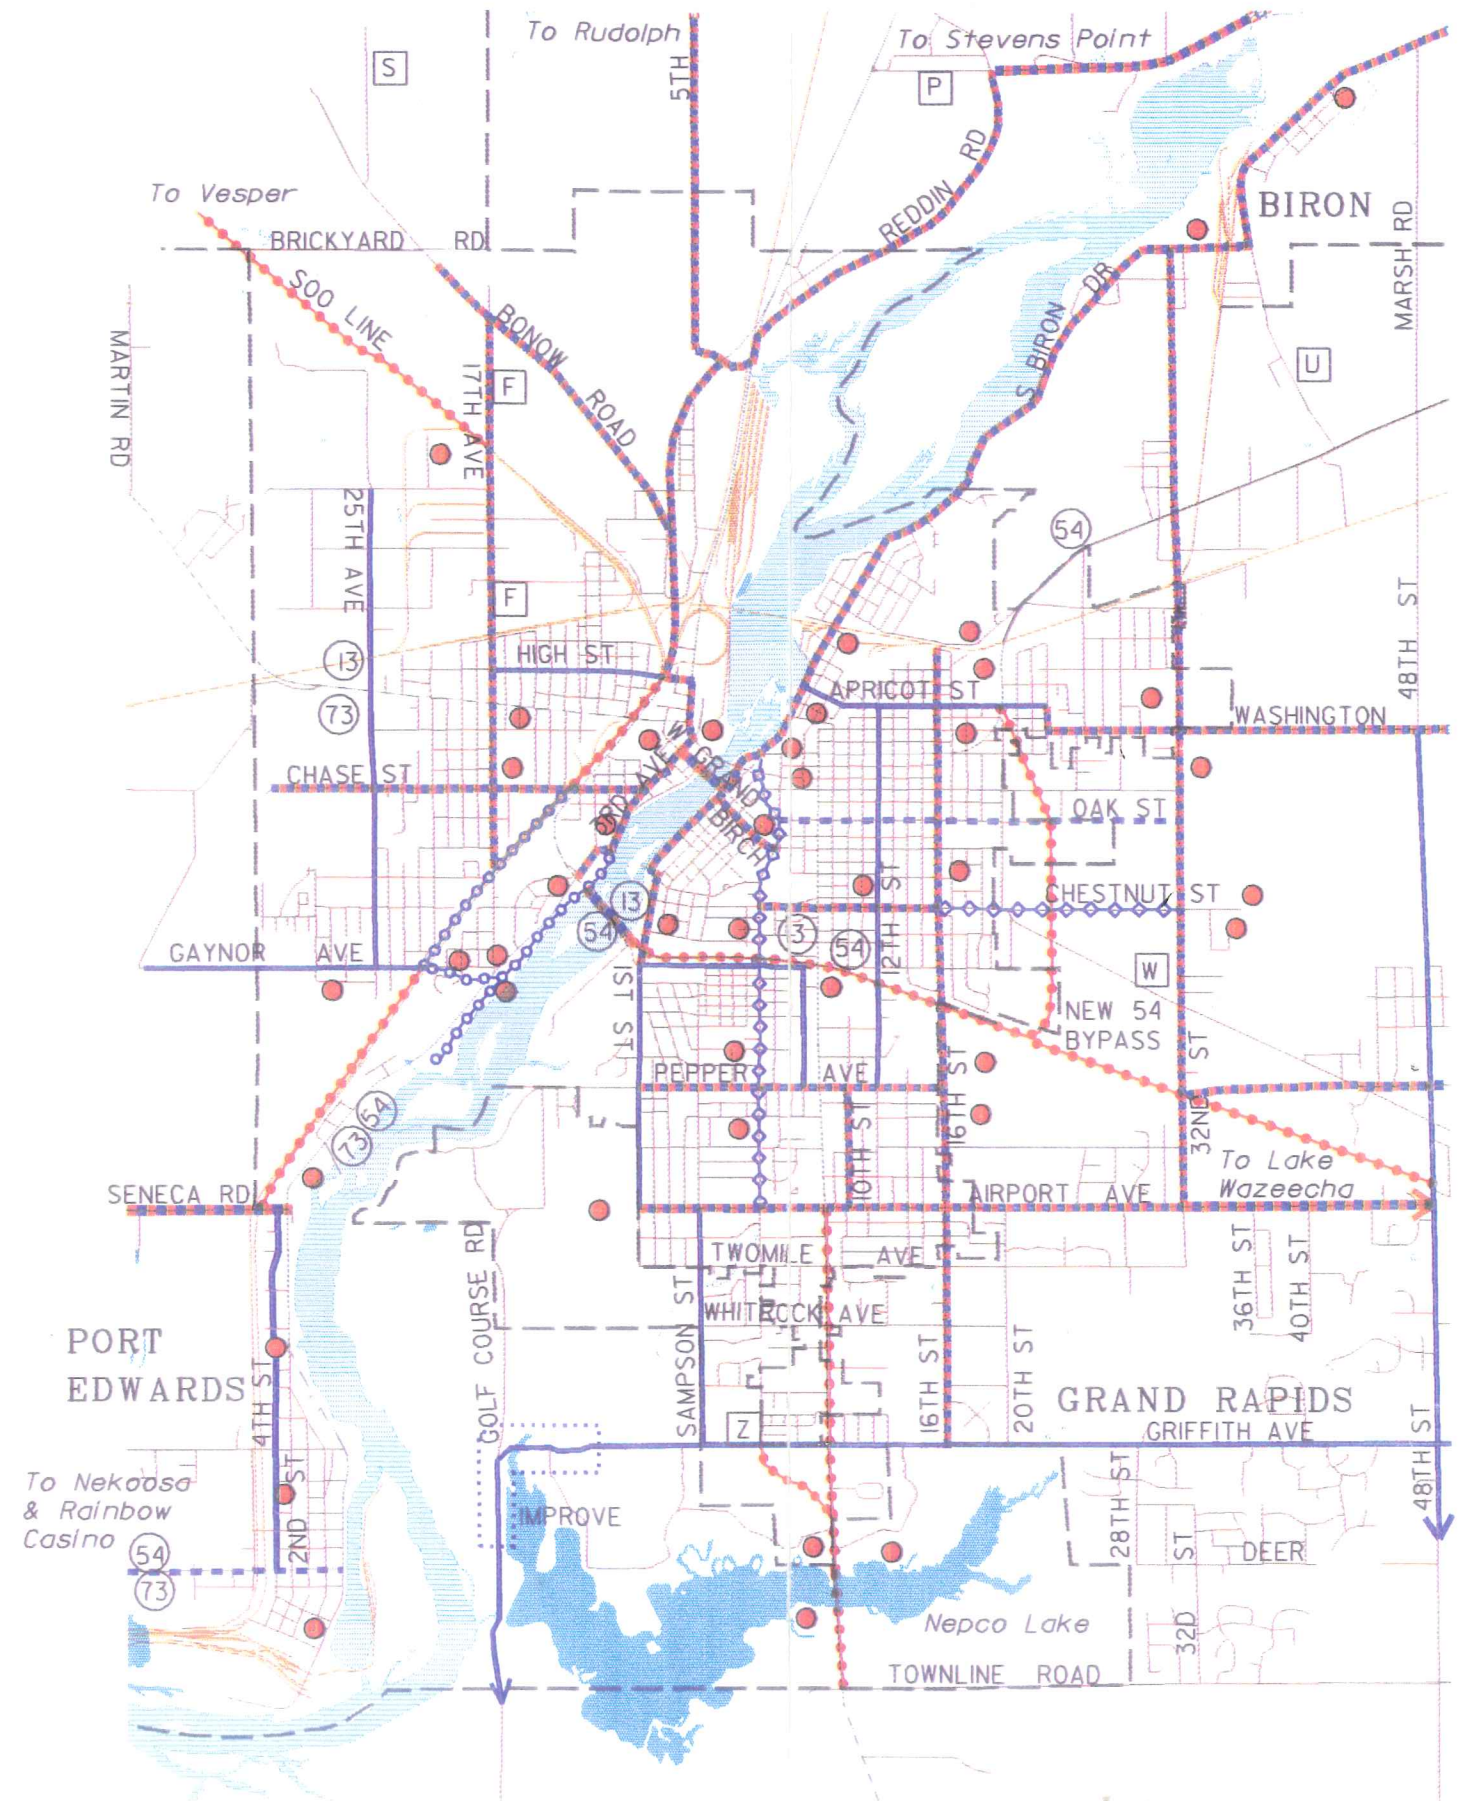 To Rudolph
To Stevens Point
S
5TH
P
REDDIN RD
To Vesper
BIRON
BRICKYARD RD
MARSH RD
SOO LINE
S BIRON DR
BONOW ROAD
MARTIN RD
17TH AVE
F
U
25TH AVE
54
F
13
HIGH ST
48TH ST
73
APRICOT ST
WASHINGTON
W GRAND
CHASE ST
3RD AVE
BIRCH
OAK ST
13
54
CHESTNUT ST
12TH ST
13
54
GAYNOR AVE
W
1ST ST
NEW 54
BYPASS
PEPPER AVE
16TH ST
32ND ST
54
73
10TH ST
To Lake
Wazeecha
SENECA RD
AIRPORT AVE
TWOMILE AVE
GOLF COURSE RD
SAMPSON ST
WHITROCK AVE
36TH ST
40TH ST
PORT
EDWARDS
4TH ST
16TH ST
20TH ST
GRAND RAPIDS
Z
GRIFFITH AVE
48TH ST
To Nekoosa
& Rainbow
Casino
54
73
2ND ST
IMPROVE
28TH ST
32D ST
DEER
Nepco Lake
TOWNLINE ROAD